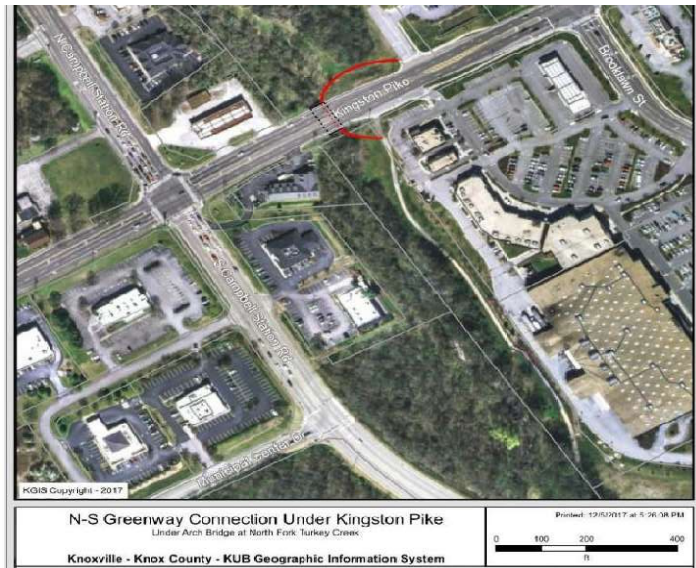 N Campbell Station Rd
Kingston Pike
Brooklawn St
S Campbell Station Rd
Municipal Center Dr
KGIS Copyright - 2017
N-S Greenway Connection Under Kingston Pike
Under Arch Bridge at North Fork Turkey Creek
Knoxville - Knox County - KUB Geographic Information System
Printed: 12/5/2017 at 5:26:08 PM
0 100 200 400
ft